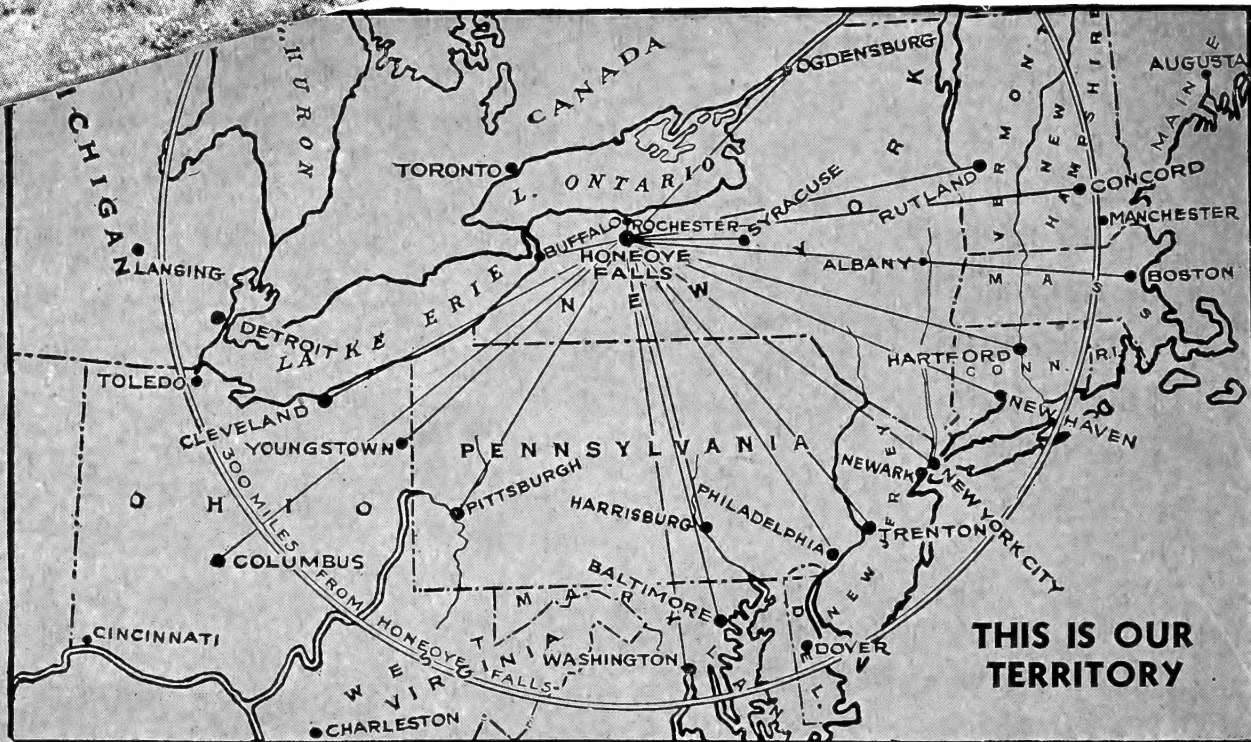 MICHIGAN
HURON
CANADA
OGDENSBURG
AUGUSTA
MAINE
VERMONT
NEW HAMPSHIRE
TORONTO
L. ONTARIO
NEW YORK
RUTLAND
CONCORD
SYRACUSE
MANCHESTER
BUFFALO
ROCHESTER
HONEOYE
FALLS
ALBANY
MASS
BOSTON
LANSING
DETROIT
LAKE ERIE
HARTFORD
CONN.
R.I.
TOLEDO
CLEVELAND
NEW HAVEN
YOUNGSTOWN
PENNSYLVANIA
NEWARK
NEW YORK CITY
NEW JERSEY
OHIO
PITTSBURGH
HARRISBURG
PHILADELPHIA
TRENTON
COLUMBUS
BALTIMORE
300 MILES FROM HONEOYE FALLS
MARYLAND
DEL.
CINCINNATI
WEST
VIRGINIA
WASHINGTON
DOVER
CHARLESTON
THIS IS OUR
TERRITORY